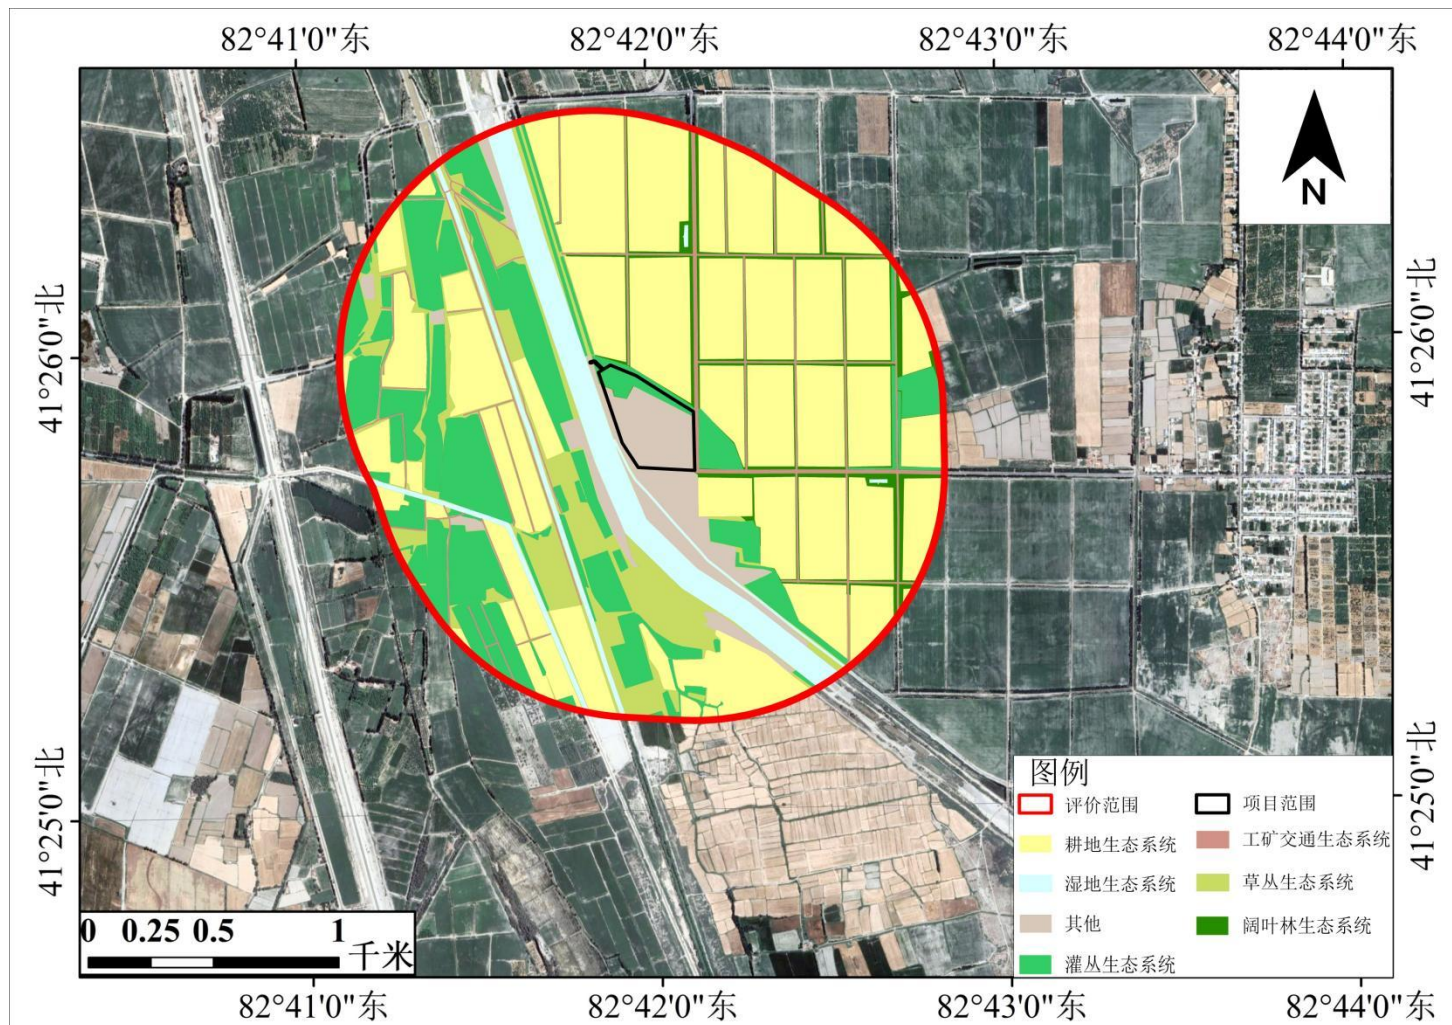 82°41'0"东 82°42'0"东 82°43'0"东 82°44'0"东
N
41°26'0"北 41°26'0"北
41°25'0"北 41°25'0"北
图例
评价范围 项目范围
耕地生态系统 工矿交通生态系统
湿地生态系统 草丛生态系统
其他 阔叶林生态系统
灌丛生态系统
0 0.25 0.5 1
千米
82°41'0"东 82°42'0"东 82°43'0"东 82°44'0"东